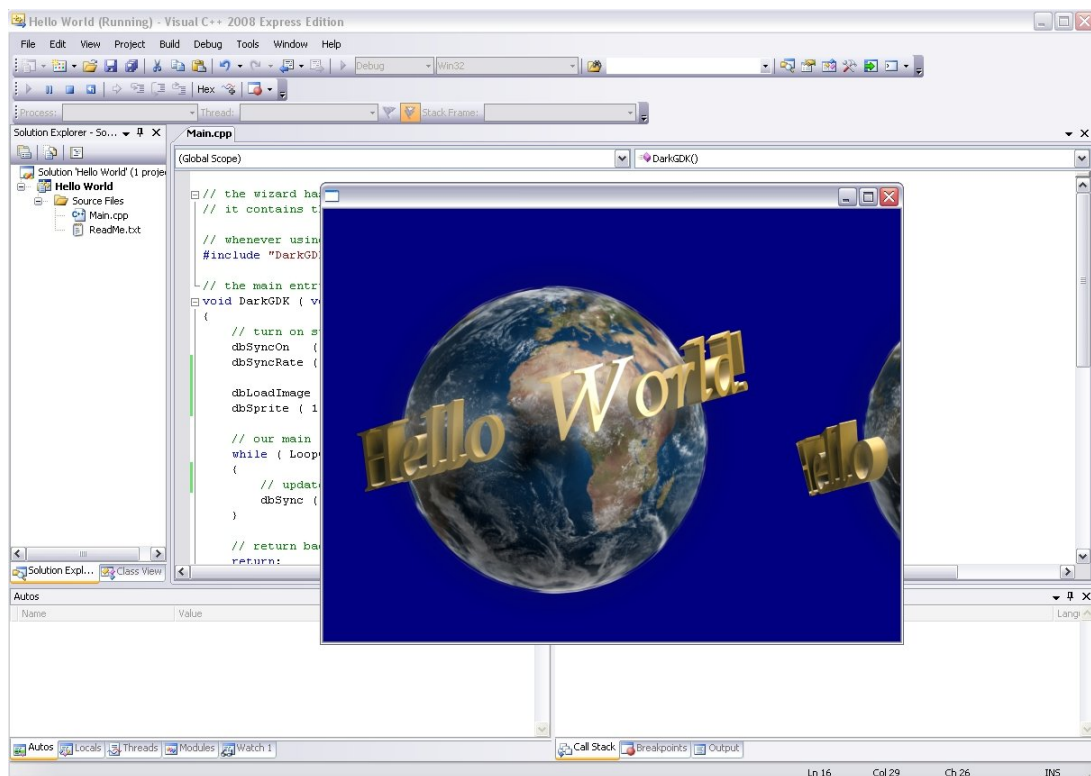 Hello World (Running) - Visual C++ 2008 Express Edition
File Edit View Project Build Debug Tools Window Help
Debug Win32
Hex
Process: Thread: Stack Frame:
Solution Explorer - So...
Main.cpp
(Global Scope) DarkGDK()
Solution 'Hello World' (1 proje
Hello World
Source Files
Main.cpp
ReadMe.txt
// the wizard has
// it contains t
// whenever usin
#include "DarkGD
// the main entr
void DarkGDK ( v
{
// turn on s
dbSyncOn (
dbSyncRate (
dbLoadImage
dbSprite ( 1
// our main
while ( Loop
{
// updat
dbSync (
}
// return ba
return;
Hello World!
Hello
Solution Expl... Class View
Autos
Name Value
Lang
Autos Locals Threads Modules Watch 1
Call Stack Breakpoints Output
Ln 16 Col 29 Ch 26 INS